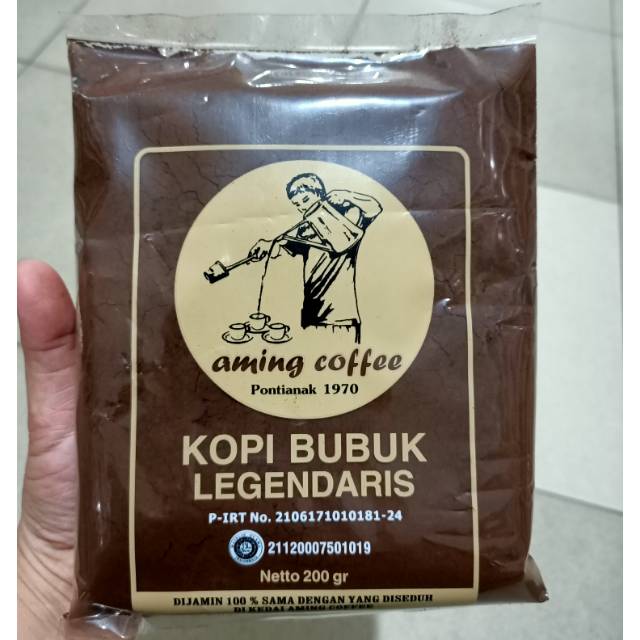 aming coffee
Pontianak 1970
KOPI BUBUK
LEGENDARIS
P-IRT No. 2106171010181-24
21120007501019
Netto 200 gr
DIJAMIN 100 % SAMA DENGAN YANG DISEDUH
DI KEDAI AMING COFFEE